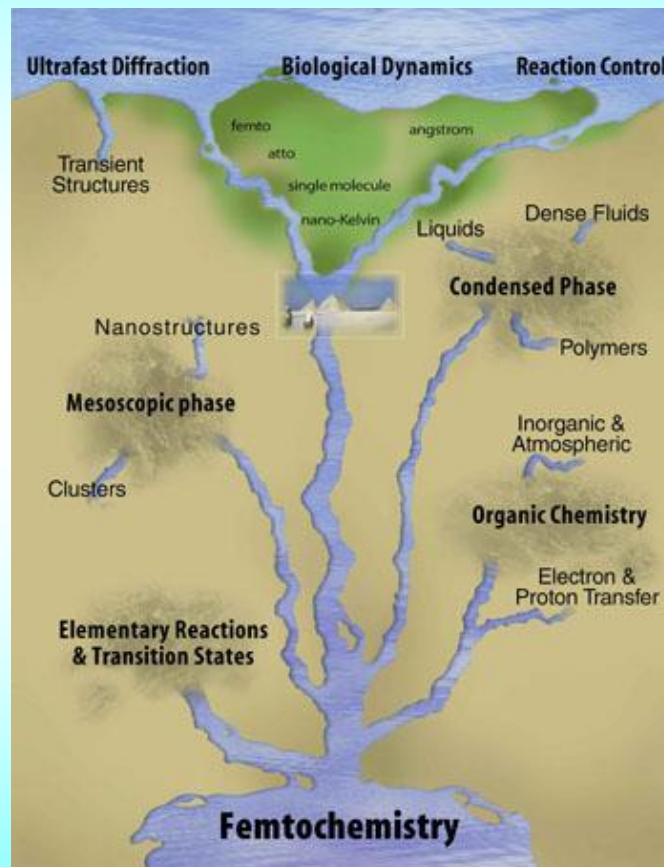 Ultrafast Diffraction
Biological Dynamics
Reaction Control
femto
angstrom
atto
Transient
Structures
single molecule
nano-Kelvin
Liquids
Dense Fluids
Condensed Phase
Nanostructures
Polymers
Mesoscopic phase
Inorganic &
Atmospheric
Clusters
Organic Chemistry
Electron &
Proton Transfer
Elementary Reactions
& Transition States
Femtochemistry